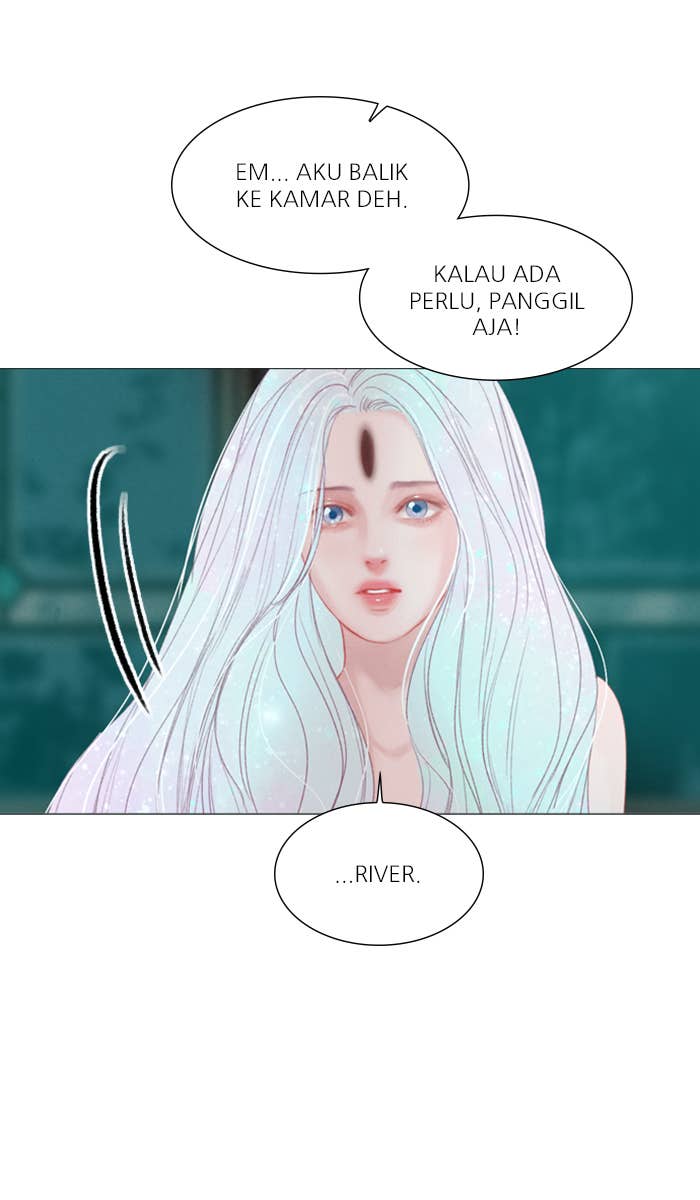 EM... AKU BALIK
KE KAMAR DEH.
KALAU ADA
PERLU, PANGGIL
AJA!
...RIVER.